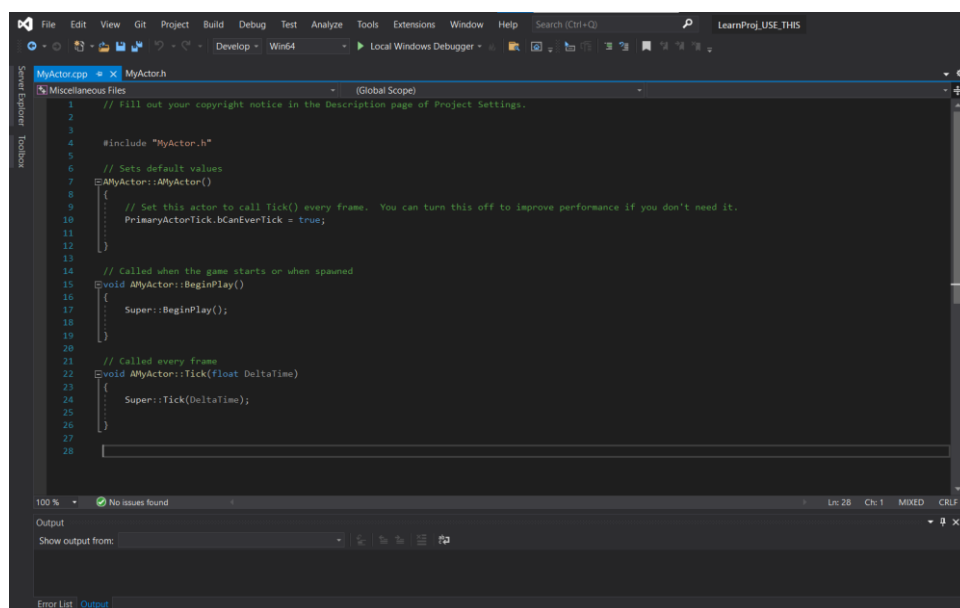 File Edit View Git Project Build Debug Test Analyze Tools Extensions Window Help Search (Ctrl+Q) LearnProj_USE_THIS
Develop Win64 Local Windows Debugger
Server Explorer
Toolbox
MyActor.cpp MyActor.h
Miscellaneous Files (Global Scope)
1 // Fill out your copyright notice in the Description page of Project Settings.
2
3
4 #include "MyActor.h"
5
6 // Sets default values
7 AMyActor::AMyActor()
8 {
9 // Set this actor to call Tick() every frame.  You can turn this off to improve performance if you don't need it.
10 PrimaryActorTick.bCanEverTick = true;
11
12 }
13
14 // Called when the game starts or when spawned
15 void AMyActor::BeginPlay()
16 {
17 Super::BeginPlay();
18
19 }
20
21 // Called every frame
22 void AMyActor::Tick(float DeltaTime)
23 {
24 Super::Tick(DeltaTime);
25
26 }
27
28
100 % No issues found Ln: 28 Ch: 1 MIXED CRLF
Output
Show output from:
Error List Output